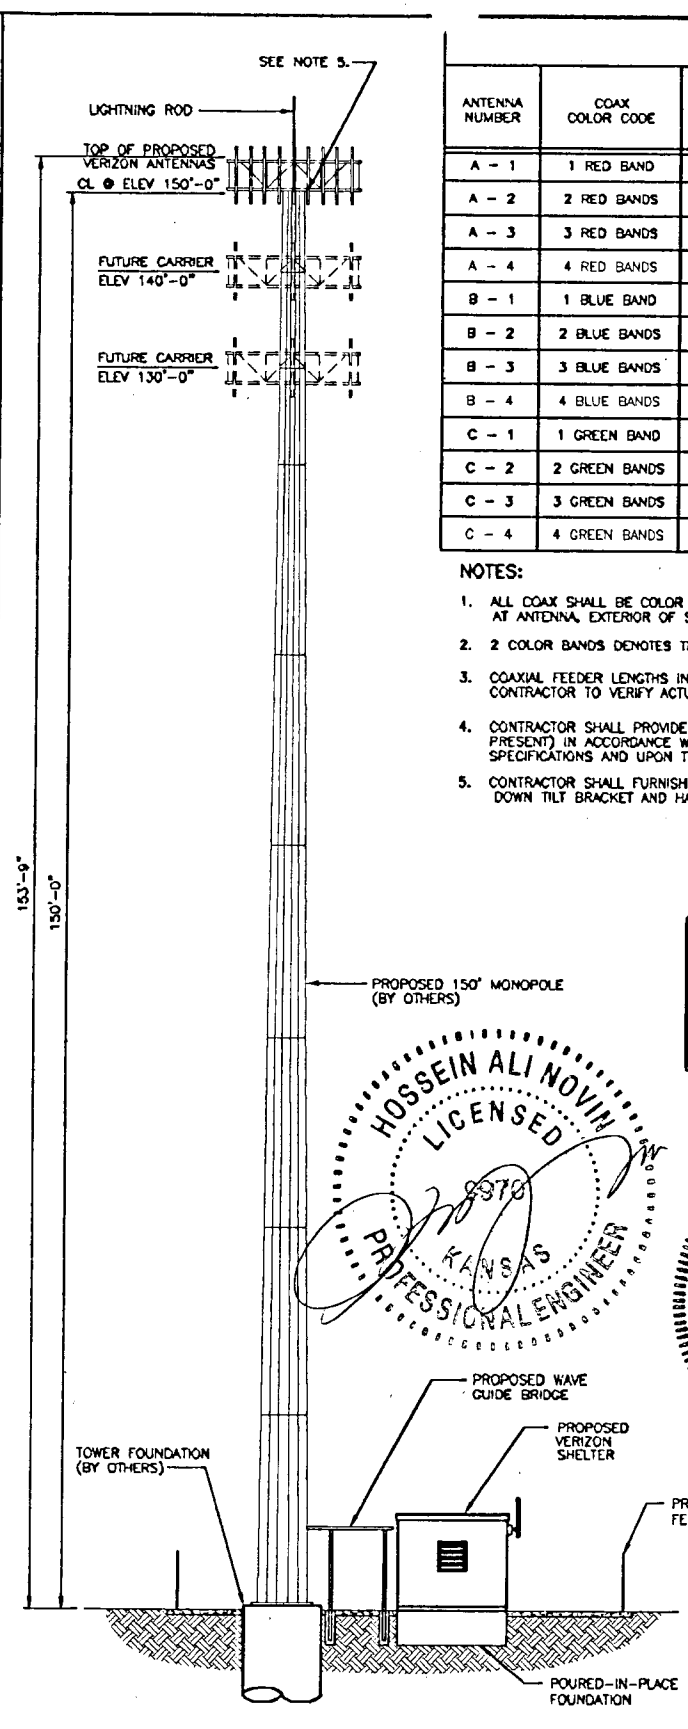 SEE NOTE 5.
LIGHTNING ROD
TOP OF PROPOSED
VERIZON ANTENNAS
CL @ ELEV 150'-0"
FUTURE CARRIER
ELEV 140'-0"
FUTURE CARRIER
ELEV 130'-0"
153'-9"
150'-0"
PROPOSED 150' MONOPOLE
(BY OTHERS)
ANTENNA NUMBER COAX COLOR CODE
A - 1 1 RED BAND
A - 2 2 RED BANDS
A - 3 3 RED BANDS
A - 4 4 RED BANDS
B - 1 1 BLUE BAND
B - 2 2 BLUE BANDS
B - 3 3 BLUE BANDS
B - 4 4 BLUE BANDS
C - 1 1 GREEN BAND
C - 2 2 GREEN BANDS
C - 3 3 GREEN BANDS
C - 4 4 GREEN BANDS
NOTES:
1. ALL COAX SHALL BE COLOR
AT ANTENNA, EXTERIOR OF
2. 2 COLOR BANDS DENOTES
3. COAXIAL FEEDER LENGTHS IN
CONTRACTOR TO VERIFY ACTU
4. CONTRACTOR SHALL PROVIDE
PRESENT) IN ACCORDANCE W
SPECIFICATIONS AND UPON T
5. CONTRACTOR SHALL FURNISH
DOWN TILT BRACKET AND HA
HOSSEIN ALI NOVIN
LICENSED
KANSAS
PROFESSIONAL ENGINEER
PROPOSED WAVE
GUIDE BRIDGE
PROPOSED
VERIZON
SHELTER
TOWER FOUNDATION
(BY OTHERS)
PR
FE
POURED-IN-PLACE
FOUNDATION